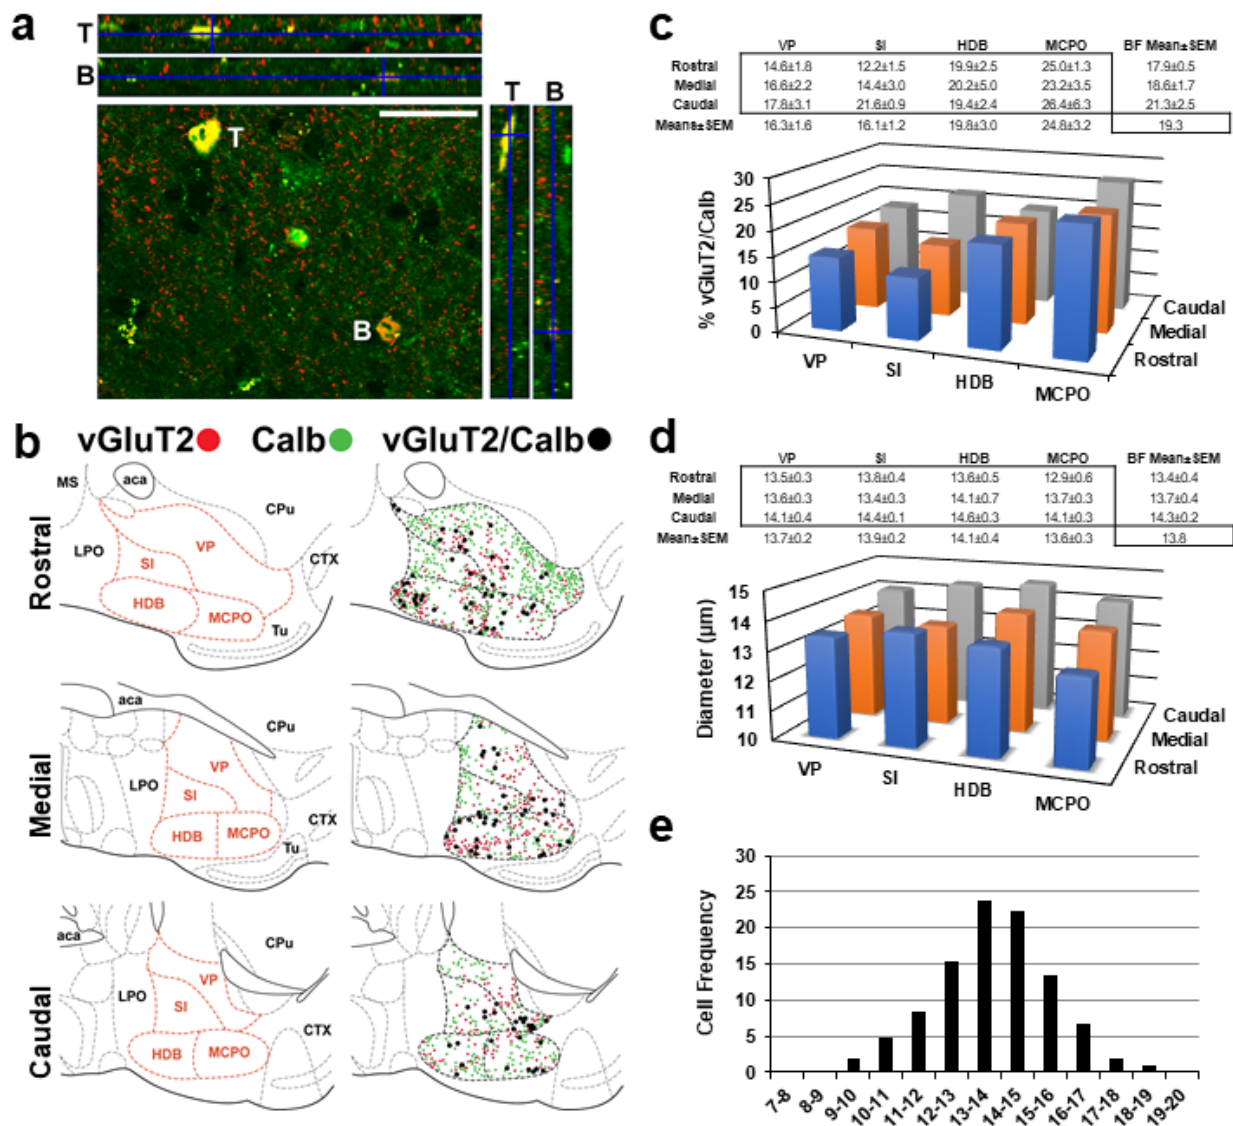 a
T
B
T B
T
B
b vGluT2 Calb vGluT2/Calb
Rostral
MS
aca
CPu
LPO
VP
SI
CTX
HDB
MCPO
Tu
Medial
aca
CPu
LPO
VP
SI
CTX
HDB
MCPO
Tu
Caudal
aca
CPu
VP
LPO
SI
CTX
HDB
MCPO
c
VP SI HDB MCPO BF Mean±SEM
Rostral 14.6±1.8 12.2±1.5 19.9±2.5 25.0±1.3 17.9±0.5
Medial 16.6±2.2 14.4±3.0 20.2±5.0 23.2±3.5 18.6±1.7
Caudal 17.8±3.1 21.6±0.9 19.4±2.4 26.4±6.3 21.3±2.5
Means±SEM 16.3±1.6 16.1±1.2 19.8±3.0 24.8±3.2 19.3
% vGluT2/Calb
30
25
20
15
10
5
0
VP
SI
HDB
MCPO
Caudal
Medial
Rostral
d
VP SI HDB MCPO BF Mean±SEM
Rostral 13.5±0.3 13.8±0.4 13.6±0.5 12.9±0.6 13.4±0.4
Medial 13.6±0.3 13.4±0.3 14.1±0.7 13.7±0.3 13.7±0.4
Caudal 14.1±0.4 14.4±0.1 14.6±0.3 14.1±0.3 14.3±0.2
Mean±SEM 13.7±0.2 13.9±0.2 14.1±0.4 13.6±0.3 13.8
Diameter (μm)
15
14
13
12
11
10
VP
SI
HDB
MCPO
Caudal
Medial
Rostral
e
Cell Frequency
30
25
20
15
10
5
0
7-8
8-9
9-10
10-11
11-12
12-13
13-14
14-15
15-16
16-17
17-18
18-19
19-20